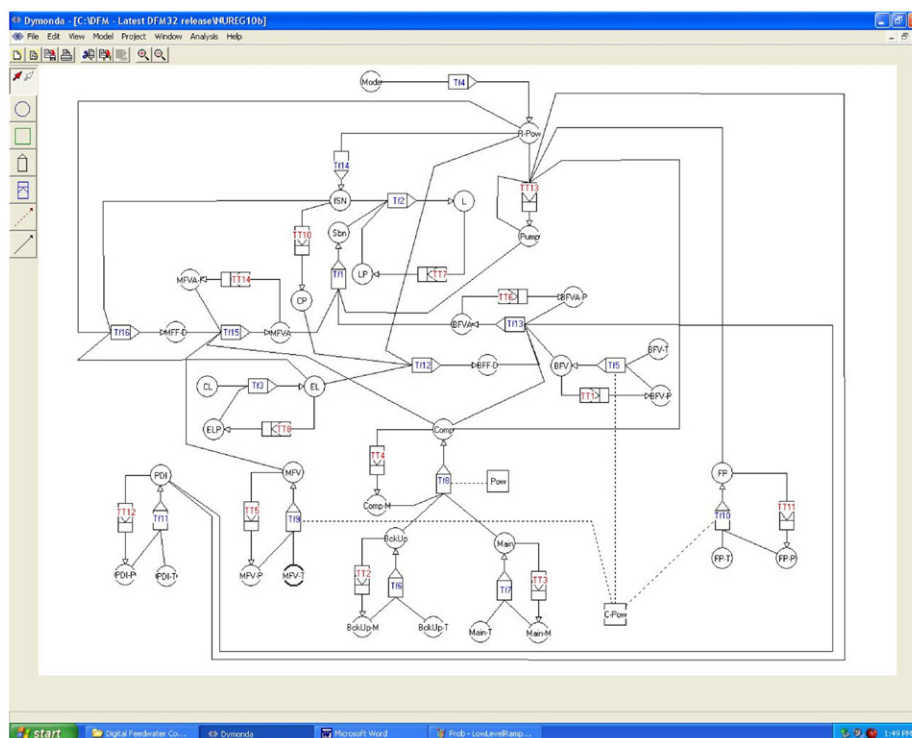 Dymonda - [C:\DFM - Latest DFM32 release\NUREG10b]
File Edit View Model Project Window Analysis Help
Mode
Tf4
R-Pow
Tf14
TT13
ISN
Tf2
L
TT10
Sbn
Pump
LP
TT7
MFVA-P
TT14
Tf1
CP
TT6
BFVA-P
Tf16
MFF-D
Tf15
MFVA
BFVA
Tf13
BFV-T
Tf12
BFF-D
BFV
Tf5
CL
Tf3
EL
TT1
BFV-P
ELP
TT8
Comp
PDI
MFV
TT4
Tf8
Pow
FP
TT12
Tf11
TT5
Tf9
Comp-M
Tf10
TT11
BckUp
Main
PDI-P
PDI-T
MFV-P
MFV-T
TT2
Tf6
Tf7
TT3
FP-T
FP-P
C-Pow
BckUp-M
BckUp-T
Main-T
Main-M
start
Digital Feedwater Co...
Dymonda
Microsoft Word
Prob - LowLevelRamp...
1:49 PM